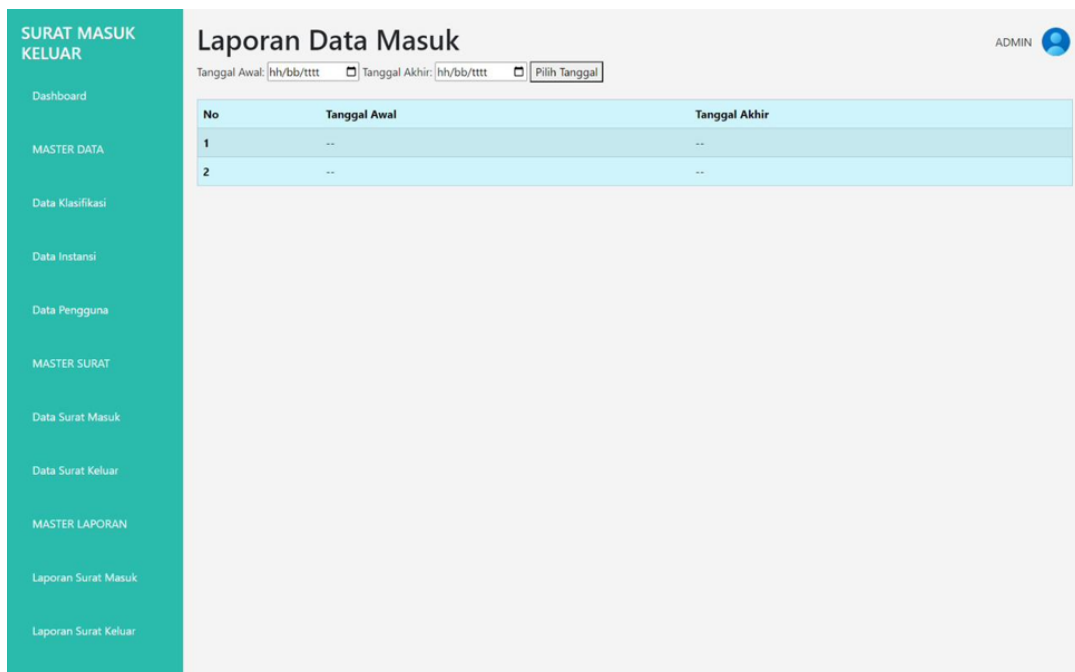 SURAT MASUK
KELUAR
Dashboard
MASTER DATA
Data Klasifikasi
Data Instansi
Data Pengguna
MASTER SURAT
Data Surat Masuk
Data Surat Keluar
MASTER LAPORAN
Laporan Surat Masuk
Laporan Surat Keluar
Laporan Data Masuk
ADMIN
Tanggal Awal: hh/bb/tttt Tanggal Akhir: hh/bb/tttt Pilih Tanggal
No Tanggal Awal Tanggal Akhir
1 -- --
2 -- --